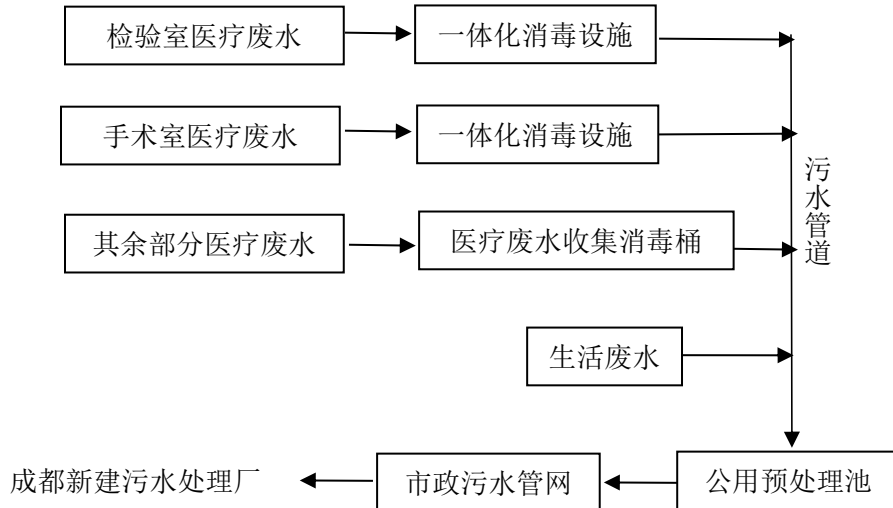 检验室医疗废水
一体化消毒设施
手术室医疗废水
一体化消毒设施
污水管道
其余部分医疗废水
医疗废水收集消毒桶
生活废水
成都新建污水处理厂
市政污水管网
公用预处理池